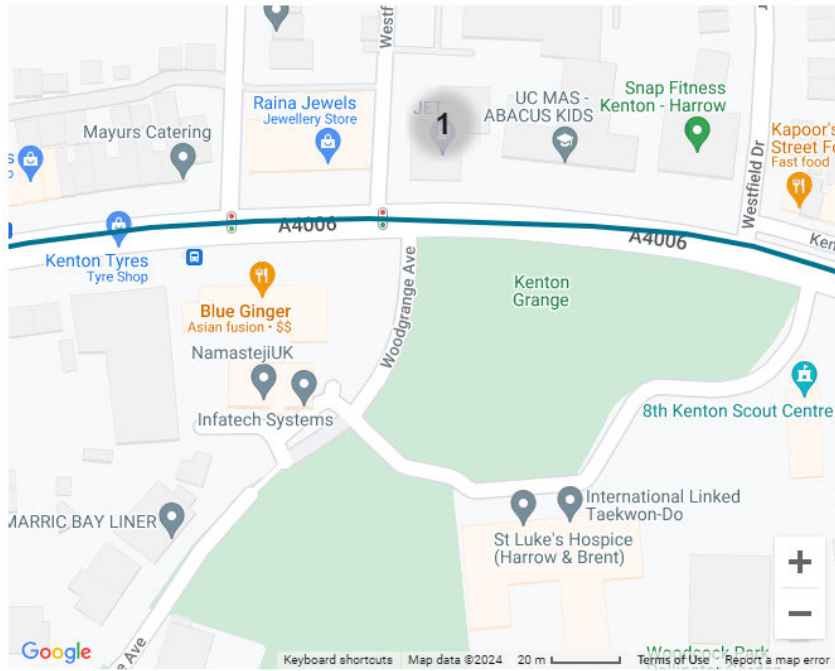 Westf
Raina Jewels
Jewellery Store
JET
1
UC MAS -
ABACUS KIDS
Snap Fitness
Kenton - Harrow
Mayurs Catering
Kapoor's
Street Fo
Fast food
s
Westfield Dr
A4006
A4006
Ken
Kenton Tyres
Tyre Shop
Woodgrange Ave
Kenton
Grange
Blue Ginger
Asian fusion • $$
NamastejiUK
Infatech Systems
8th Kenton Scout Centre
MARRIC BAY LINER
International Linked
Taekwon-Do
St Luke's Hospice
(Harrow & Brent)
+
−
Google
e Ave
Keyboard shortcuts
Map data ©2024
20 m
Terms of Use
Report a map error
Woodcock Park